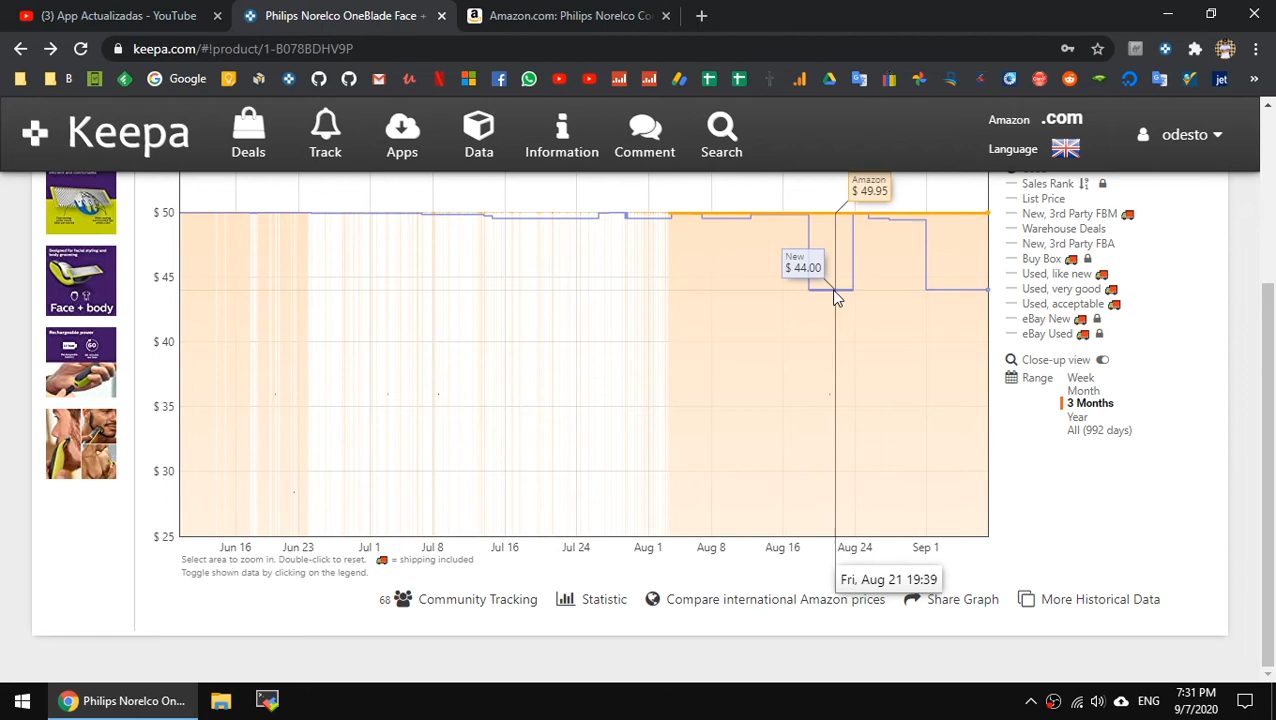 (3) App Actualizadas - YouTube
Philips Norelco OneBlade Face +
Amazon.com: Philips Norelco Co
keepa.com/#!product/1-B078BDHV9P
B
Google
jet
Keepa
Deals
Track
Apps
Data
Information
Comment
Search
Amazon .com
Language
odesto
Designed for facial styling and
body grooming
Face + body
Rechargeable power
60
Amazon
$ 49.95
New
$ 44.00
$ 50
$ 45
$ 40
$ 35
$ 30
$ 25
Jun 16
Jun 23
Jul 1
Jul 8
Jul 16
Jul 24
Aug 1
Aug 8
Aug 16
Aug 24
Sep 1
Fri, Aug 21 19:39
Select area to zoom in. Double-click to reset. = shipping included
Toggle shown data by clicking on the legend.
Sales Rank
List Price
New, 3rd Party FBM
Warehouse Deals
New, 3rd Party FBA
Buy Box
Used, like new
Used, very good
Used, acceptable
eBay New
eBay Used
Close-up view
Range
Week
Month
3 Months
Year
All (992 days)
68 Community Tracking
Statistic
Compare international Amazon prices
Share Graph
More Historical Data
Philips Norelco On...
ENG
7:31 PM
9/7/2020